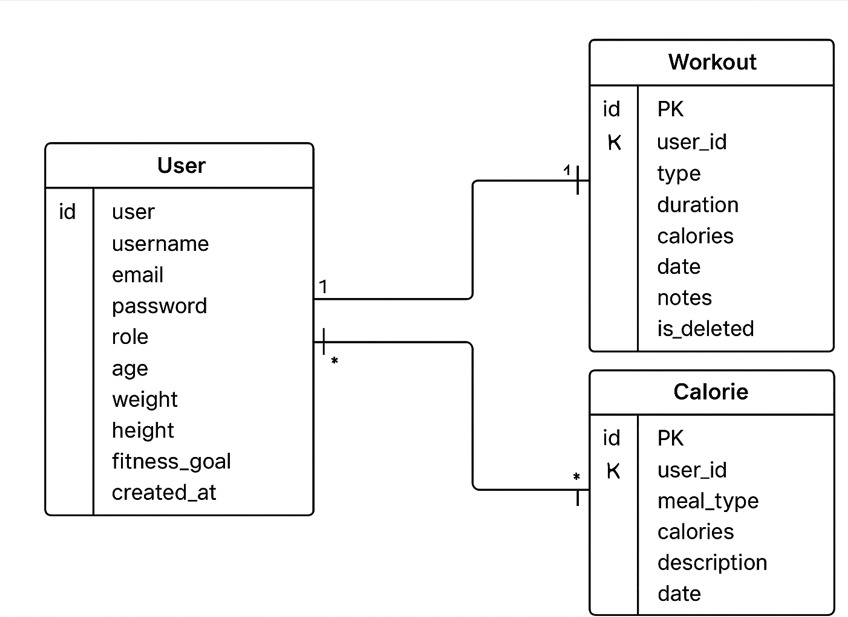 User
id user
username
email
password
role
age
weight
height
fitness_goal
created_at
1
*
1
*
Workout
id PK
K user_id
type
duration
calories
date
notes
is_deleted
Calorie
id PK
K user_id
meal_type
calories
description
date